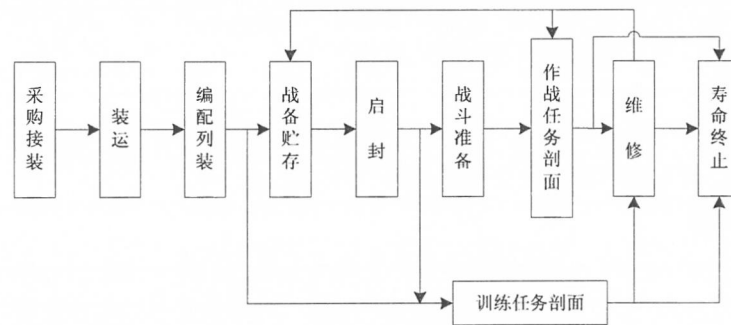 采购接装
装运
编配列装
战备贮存
启封
战斗准备
作战任务剖面
维修
寿命终止
训练任务剖面